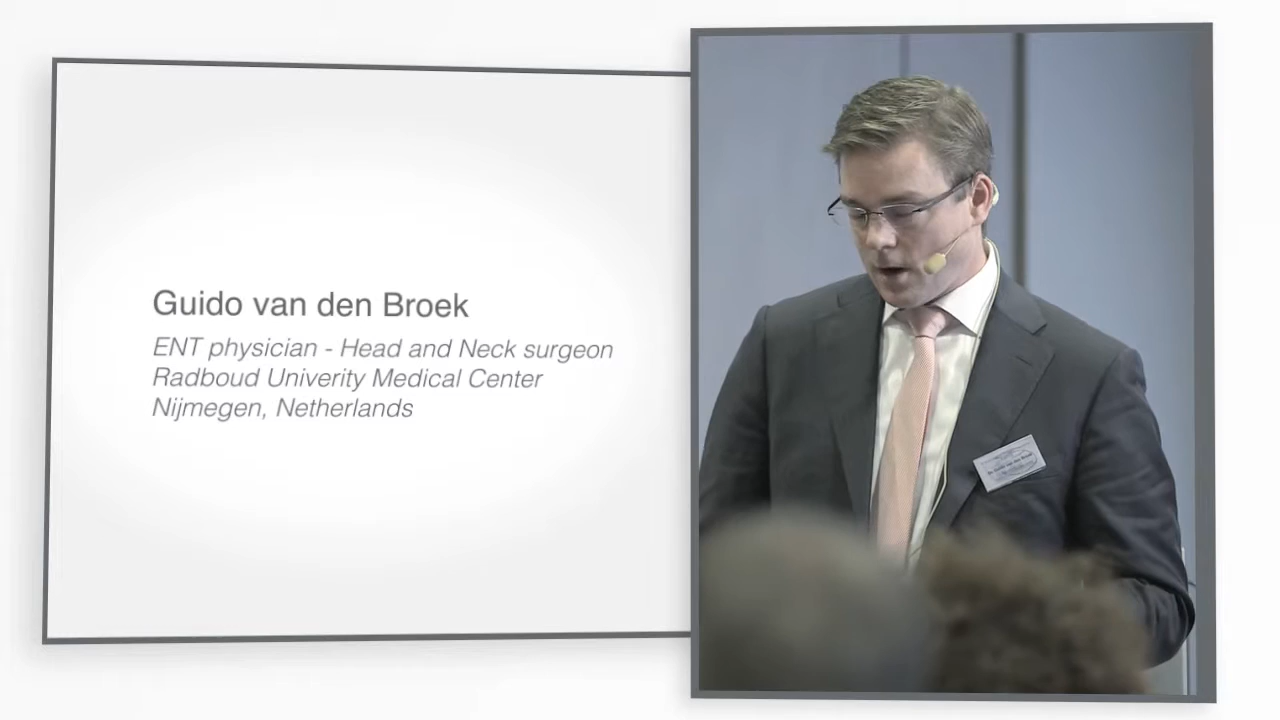 Guido van den Broek
ENT physician - Head and Neck surgeon
Radboud Univerity Medical Center
Nijmegen, Netherlands